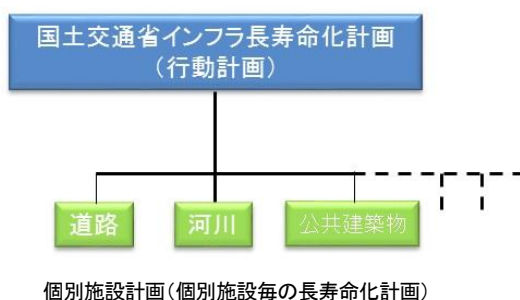 国土交通省インフラ長寿命化計画
（行動計画）
道路
河川
公共建築物
個別施設計画（個別施設毎の長寿命化計画）